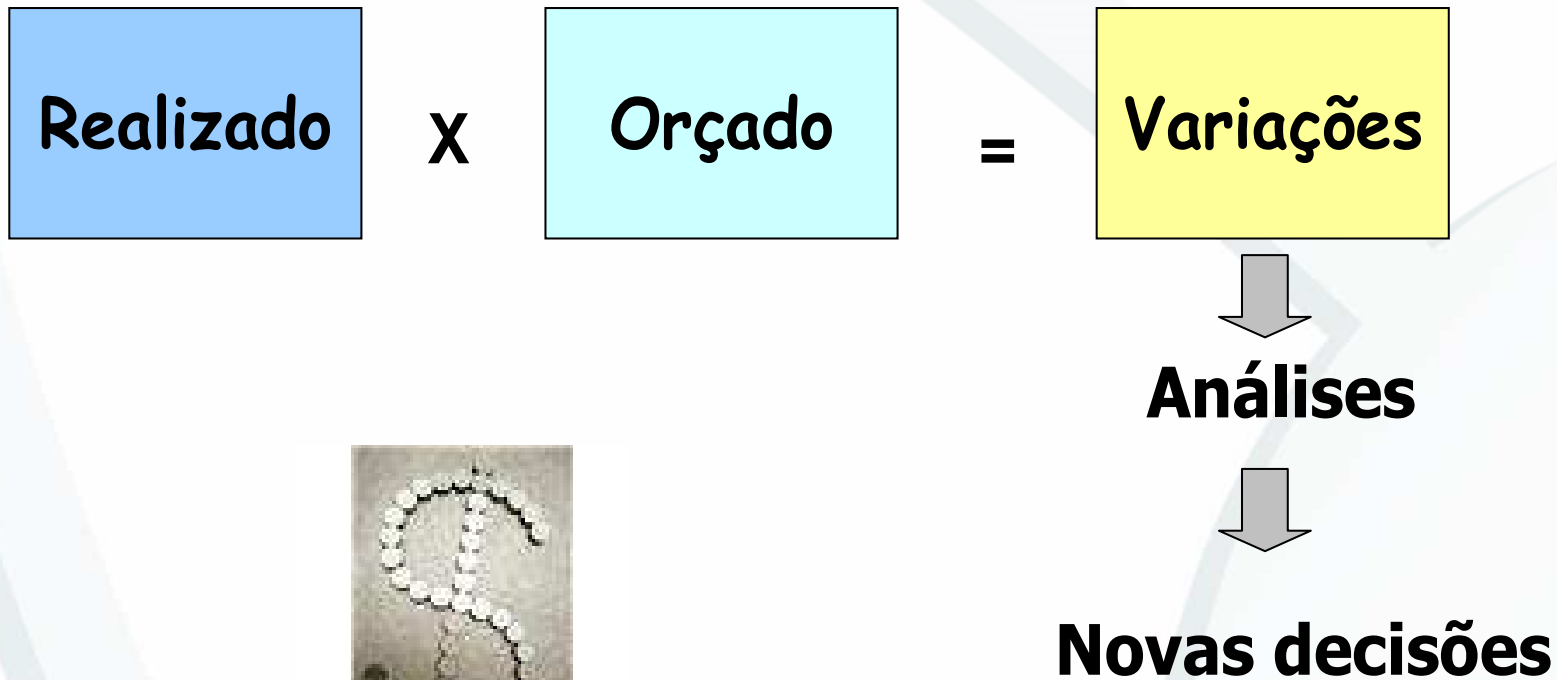 Realizado X Orçado = Variações
Análises
Novas decisões